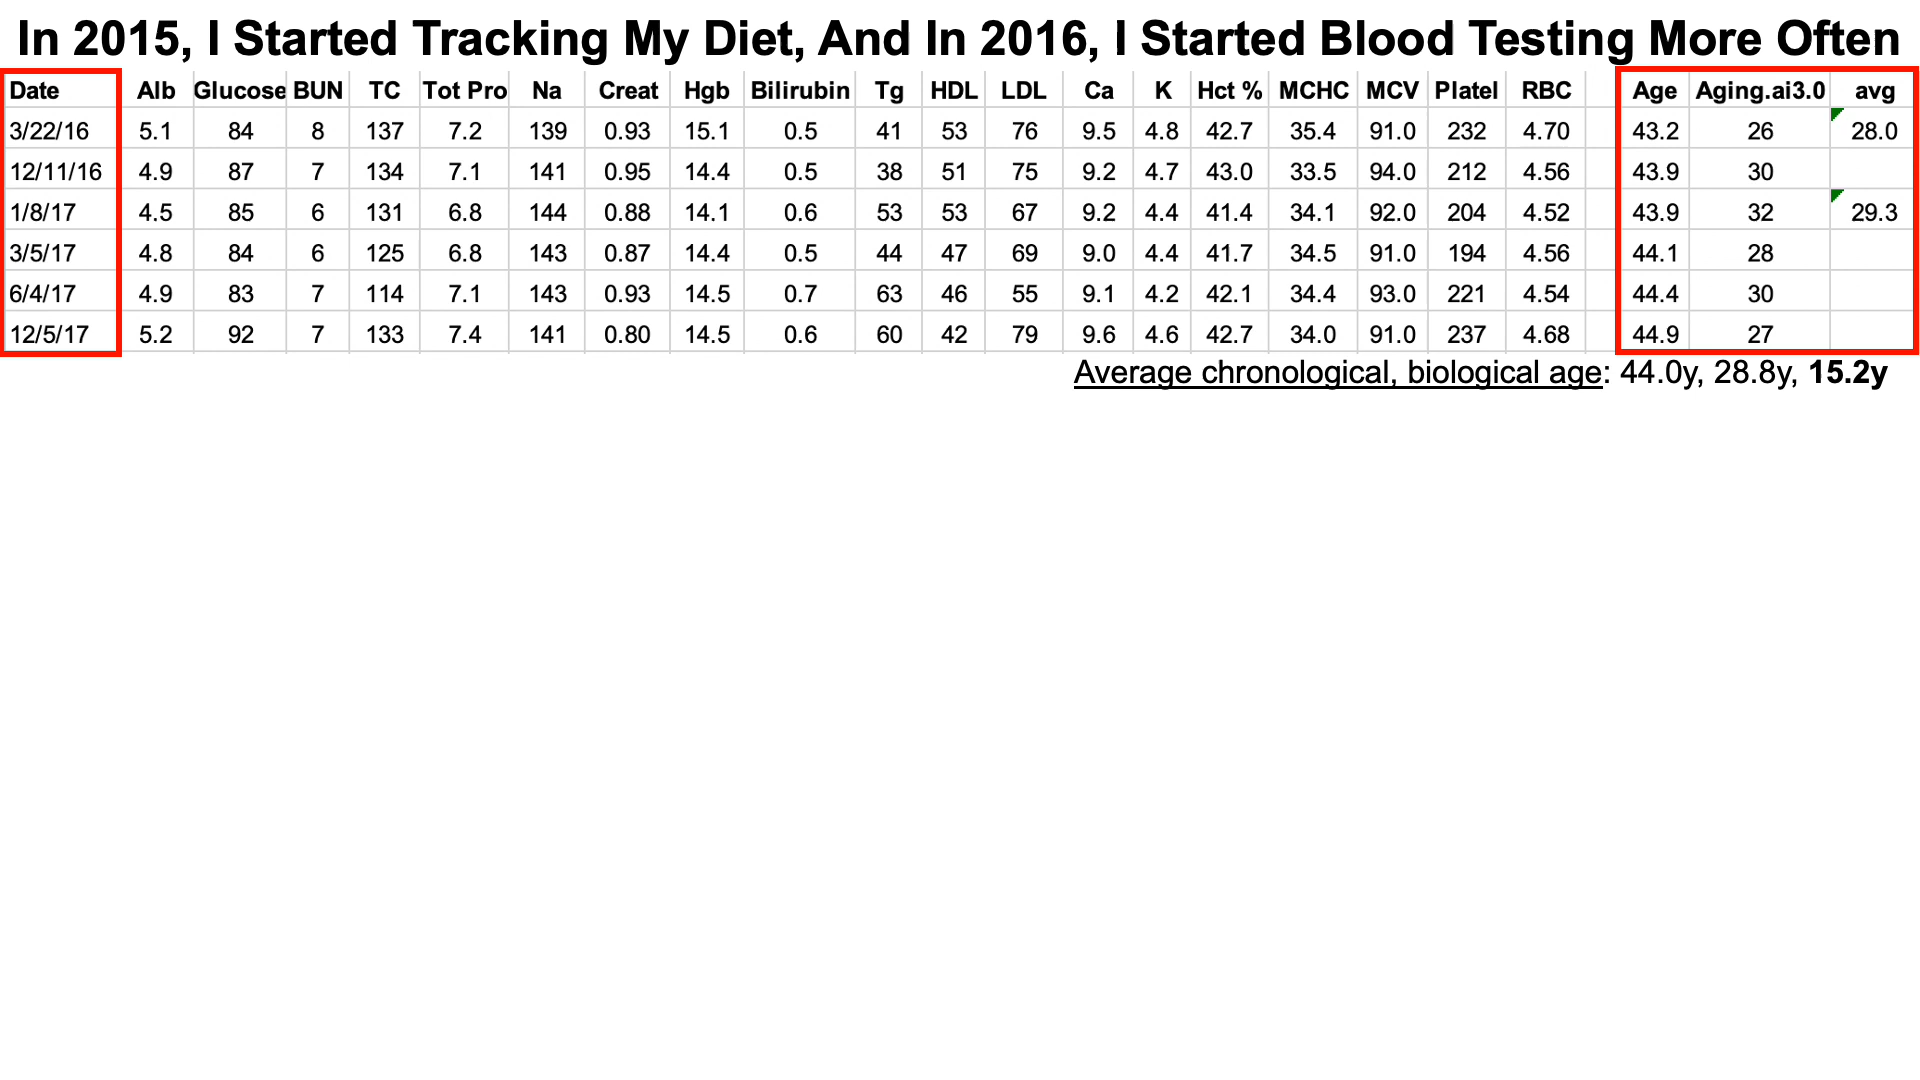 In 2015, I Started Tracking My Diet, And In 2016, I Started Blood Testing More Often
Date Alb Glucose BUN TC Tot Pro Na Creat Hgb Bilirubin Tg HDL LDL Ca K Hct % MCHC MCV Platel RBC Age Aging.ai3.0 avg
3/22/16 5.1 84 8 137 7.2 139 0.93 15.1 0.5 41 53 76 9.5 4.8 42.7 35.4 91.0 232 4.70 43.2 26 28.0
12/11/16 4.9 87 7 134 7.1 141 0.95 14.4 0.5 38 51 75 9.2 4.7 43.0 33.5 94.0 212 4.56 43.9 30
1/8/17 4.5 85 6 131 6.8 144 0.88 14.1 0.6 53 53 67 9.2 4.4 41.4 34.1 92.0 204 4.52 43.9 32 29.3
3/5/17 4.8 84 6 125 6.8 143 0.87 14.4 0.5 44 47 69 9.0 4.4 41.7 34.5 91.0 194 4.56 44.1 28
6/4/17 4.9 83 7 114 7.1 143 0.93 14.5 0.7 63 46 55 9.1 4.2 42.1 34.4 93.0 221 4.54 44.4 30
12/5/17 5.2 92 7 133 7.4 141 0.80 14.5 0.6 60 42 79 9.6 4.6 42.7 34.0 91.0 237 4.68 44.9 27
Average chronological, biological age: 44.0y, 28.8y, 15.2y